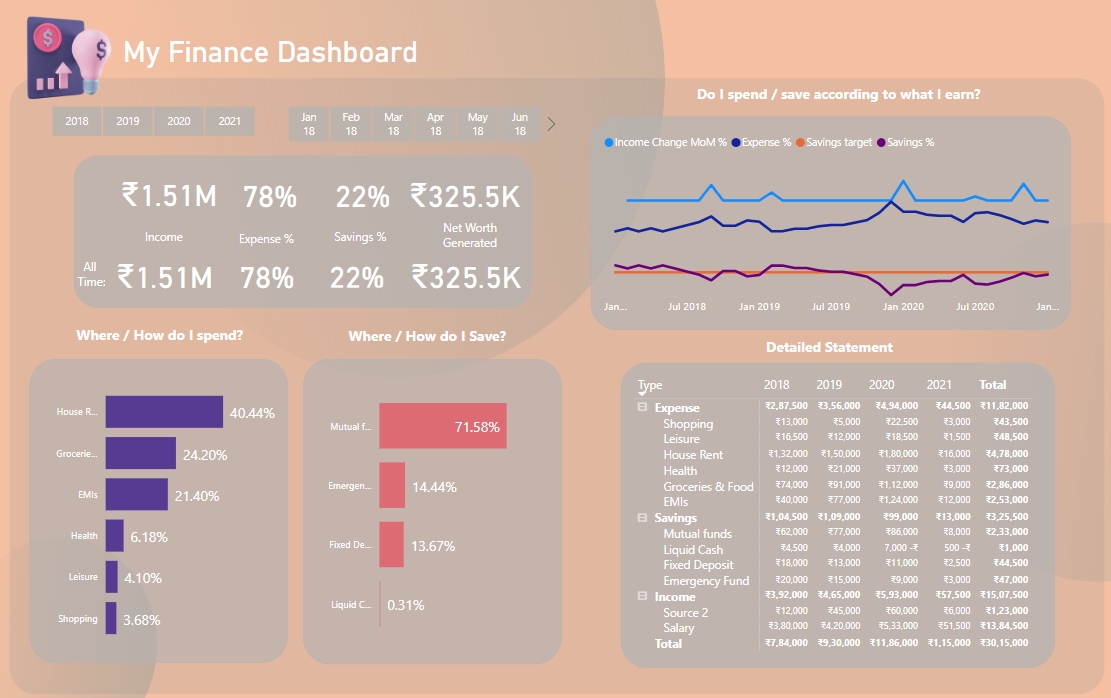 My Finance Dashboard
2018 2019 2020 2021
Jan 18 Feb 18 Mar 18 Apr 18 May 18 Jun 18
₹1.51M 78% 22% ₹325.5K
Income Expense % Savings % Net Worth Generated
All Time: ₹1.51M 78% 22% ₹325.5K
Do I spend / save according to what I earn?
Income Change MoM % Expense % Savings target Savings %
Jan... Jul 2018 Jan 2019 Jul 2019 Jan 2020 Jul 2020 Jan...
Where / How do I spend?
House R... 40.44%
Grocerie... 24.20%
EMIs 21.40%
Health 6.18%
Leisure 4.10%
Shopping 3.68%
Where / How do I Save?
Mutual f... 71.58%
Emergen... 14.44%
Fixed De... 13.67%
Liquid C... 0.31%
Detailed Statement
Type 2018 2019 2020 2021 Total
Expense ₹2,87,500 ₹3,56,000 ₹4,94,000 ₹44,500 ₹11,82,000
Shopping ₹13,000 ₹5,000 ₹22,500 ₹3,000 ₹43,500
Leisure ₹16,500 ₹12,000 ₹18,500 ₹1,500 ₹48,500
House Rent ₹1,32,000 ₹1,50,000 ₹1,80,000 ₹16,000 ₹4,78,000
Health ₹12,000 ₹21,000 ₹37,000 ₹3,000 ₹73,000
Groceries & Food ₹74,000 ₹91,000 ₹1,12,000 ₹9,000 ₹2,86,000
EMIs ₹40,000 ₹77,000 ₹1,24,000 ₹12,000 ₹2,53,000
Savings ₹1,04,500 ₹1,09,000 ₹99,000 ₹13,000 ₹3,25,500
Mutual funds ₹62,000 ₹77,000 ₹86,000 ₹8,000 ₹2,33,000
Liquid Cash ₹4,500 ₹4,000 7,000 -₹ 500 -₹ ₹1,000
Fixed Deposit ₹18,000 ₹13,000 ₹11,000 ₹2,500 ₹44,500
Emergency Fund ₹20,000 ₹15,000 ₹9,000 ₹3,000 ₹47,000
Income ₹3,92,000 ₹4,65,000 ₹5,93,000 ₹57,500 ₹15,07,500
Source 2 ₹12,000 ₹45,000 ₹60,000 ₹6,000 ₹1,23,000
Salary ₹3,80,000 ₹4,20,000 ₹5,33,000 ₹51,500 ₹13,84,500
Total ₹7,84,000 ₹9,30,000 ₹11,86,000 ₹1,15,000 ₹30,15,000